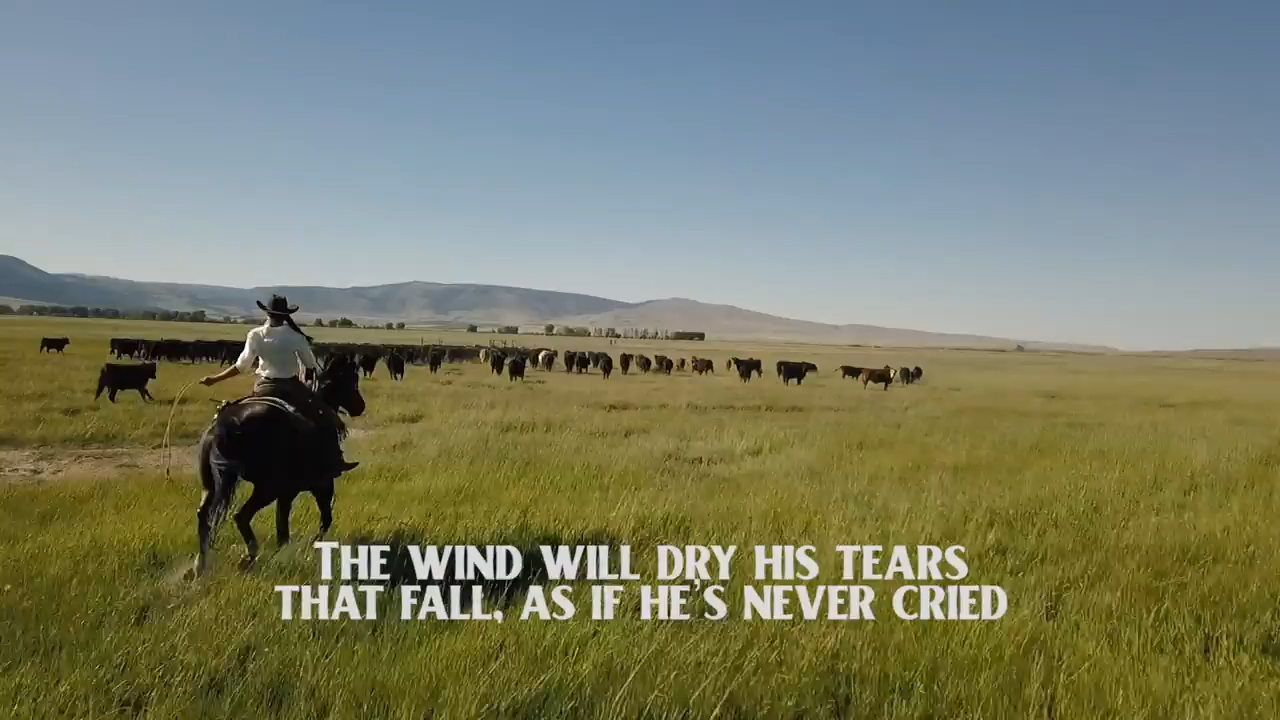 THE WIND WILL DRY HIS TEARS
THAT FALL, AS IF HE'S NEVER CRIED